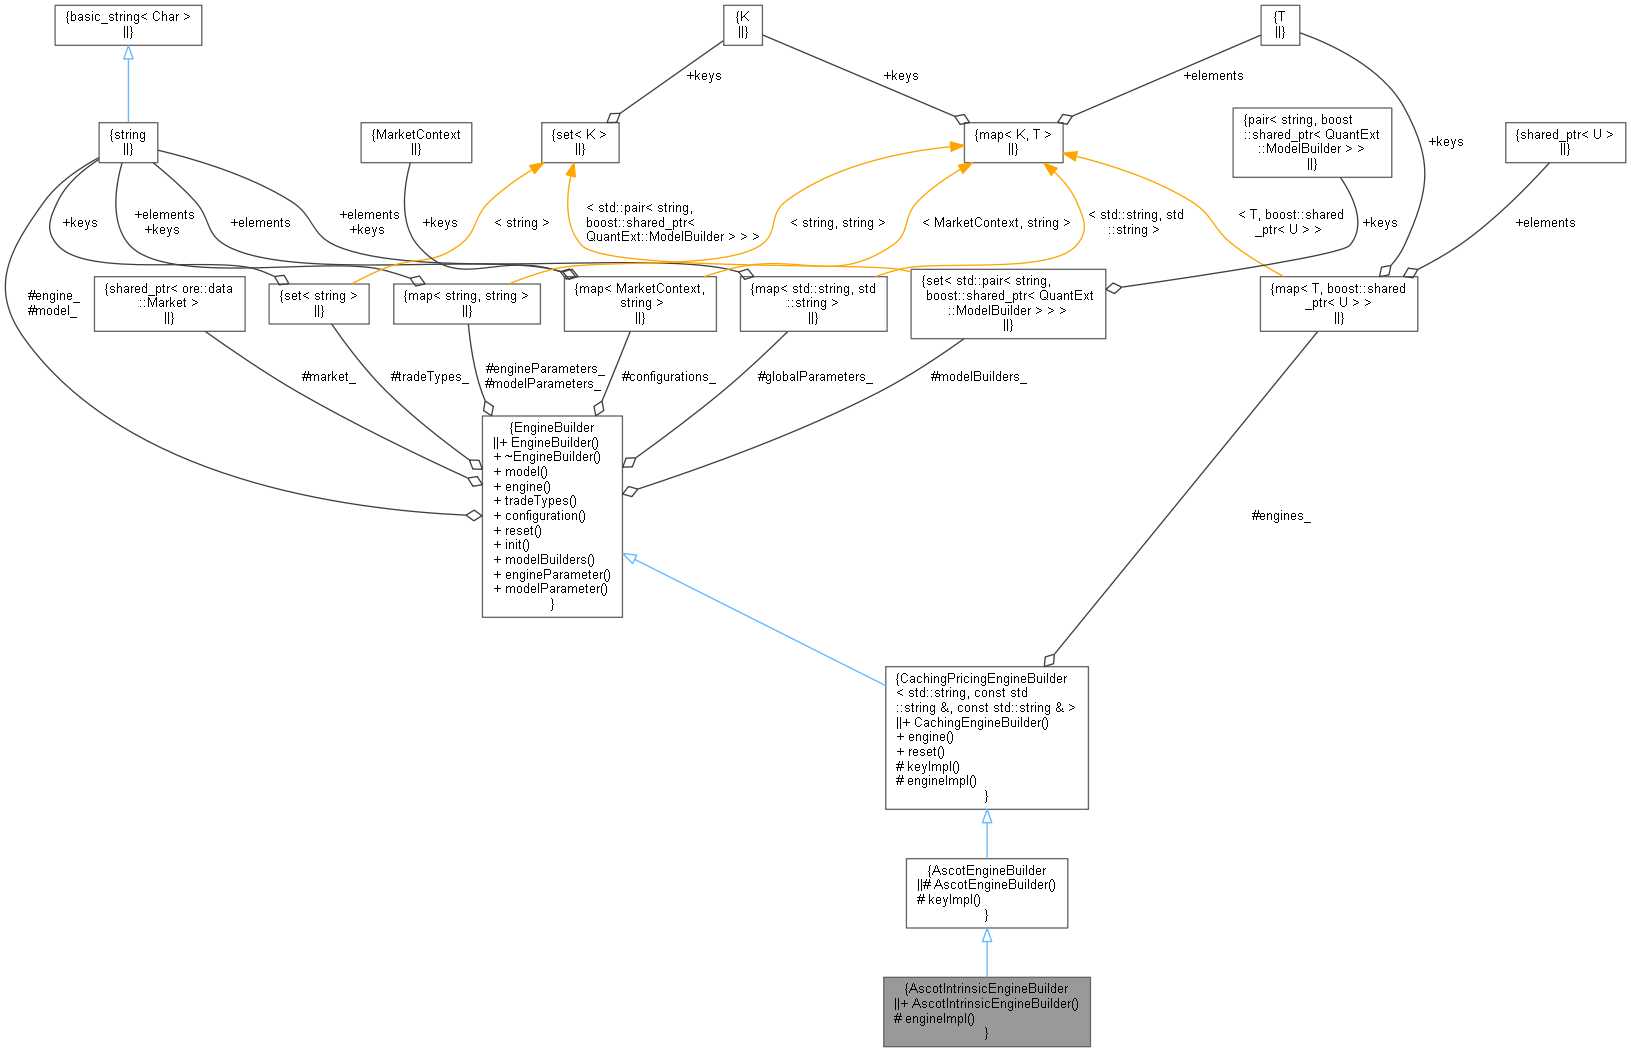 {basic_string< Char >
||}
{K
||}
{T
||}
+keys
+keys
+elements
{string
||}
{MarketContext
||}
{set< K >
||}
{map< K, T >
||}
{pair< string, boost
::shared_ptr< QuantExt
::ModelBuilder > >
||}
+keys
{shared_ptr< U >
||}
+keys
+elements
+keys
+elements
+elements
+keys
+keys
< string >
< std::pair< string,
boost::shared_ptr<
QuantExt::ModelBuilder > > >
< string, string >
< MarketContext, string >
< std::string, std
::string >
< T, boost::shared
_ptr< U > >
+keys
+elements
#engine_
#model_
{shared_ptr< ore::data
::Market >
||}
{set< string >
||}
{map< string, string >
||}
{map< MarketContext,
string >
||}
{map< std::string, std
::string >
||}
{set< std::pair< string,
boost::shared_ptr< QuantExt
::ModelBuilder > > >
||}
{map< T, boost::shared
_ptr< U > >
||}
#market_
#tradeTypes_
#engineParameters_
#modelParameters_
#configurations_
#globalParameters_
#modelBuilders_
{EngineBuilder
||+ EngineBuilder()
+ ~EngineBuilder()
+ model()
+ engine()
+ tradeTypes()
+ configuration()
+ reset()
+ init()
+ modelBuilders()
+ engineParameter()
+ modelParameter()
}
#engines_
{CachingPricingEngineBuilder
< std::string, const std
::string &, const std::string & >
||+ CachingEngineBuilder()
+ engine()
+ reset()
# keyImpl()
# engineImpl()
}
{AscotEngineBuilder
||# AscotEngineBuilder()
# keyImpl()
}
{AscotIntrinsicEngineBuilder
||+ AscotIntrinsicEngineBuilder()
# engineImpl()
}